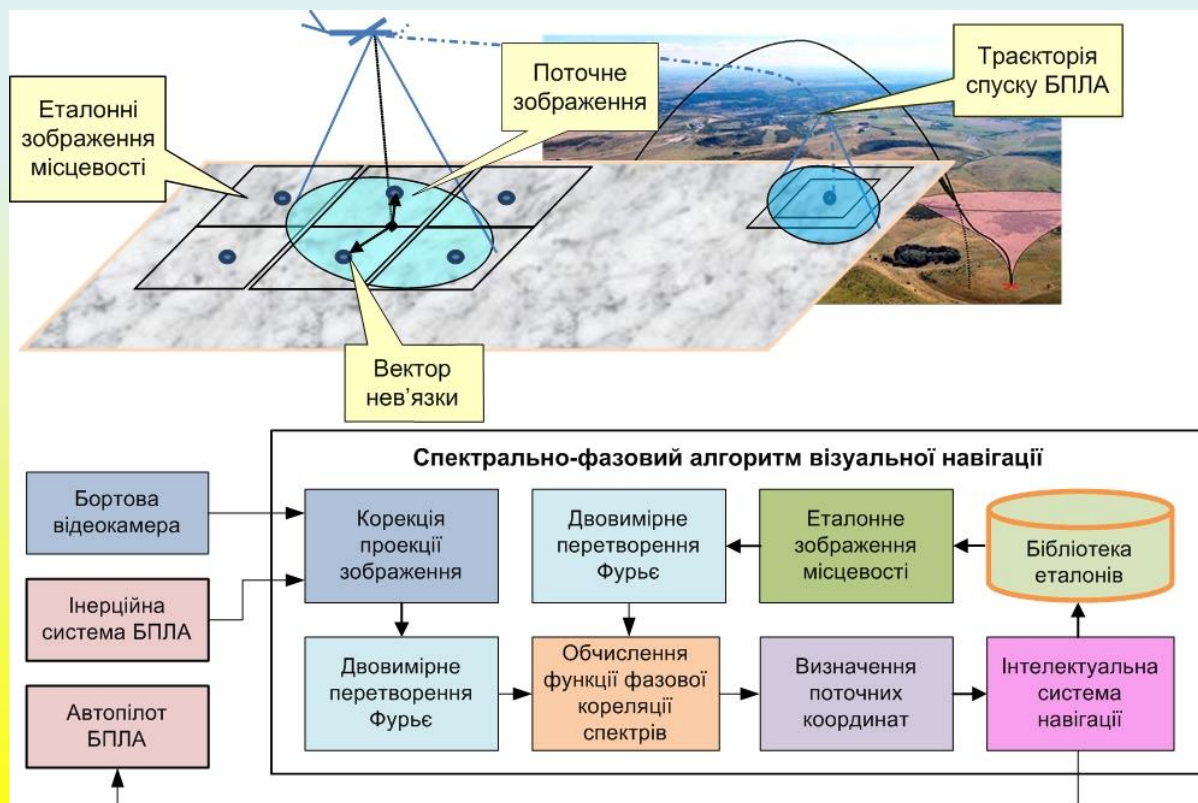 Еталонні
зображення
місцевості
Поточне
зображення
Траєкторія
спуску БПЛА
Вектор
нев’язки
Спектрально-фазовий алгоритм візуальної навігації
Бортова
відеокамера
Корекція
проекції
зображення
Двовимірне
перетворення
Фурьє
Еталонне
зображення
місцевості
Бібліотека
еталонів
Інерційна
система БПЛА
Двовимірне
перетворення
Фурьє
Обчислення
функції фазової
кореляції
спектрів
Визначення
поточних
координат
Інтелектуальна
система
навігації
Автопілот
БПЛА